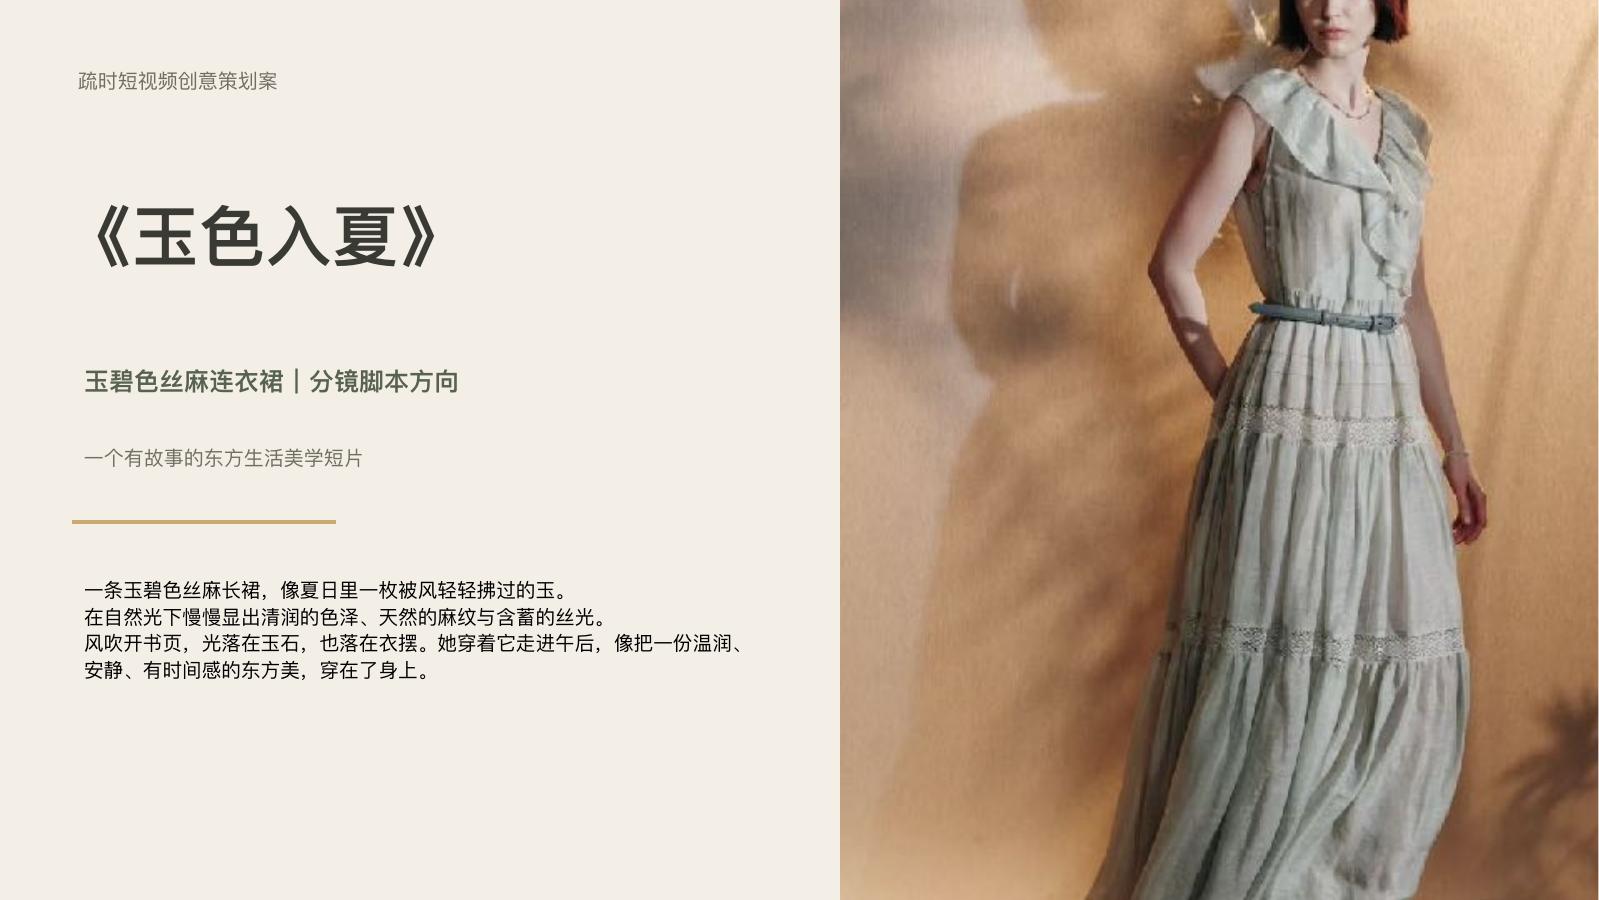 疏时短视频创意策划案
《玉色入夏》
玉碧色丝麻连衣裙｜分镜脚本方向
一个有故事的东方生活美学短片
一条玉碧色丝麻长裙，像夏日里一枚被风轻轻拂过的玉。
在自然光下慢慢显出清润的色泽、天然的麻纹与含蓄的丝光。
风吹开书页，光落在玉石，也落在衣摆。她穿着它走进午后，像把一份温润、
安静、有时间感的东方美，穿在了身上。